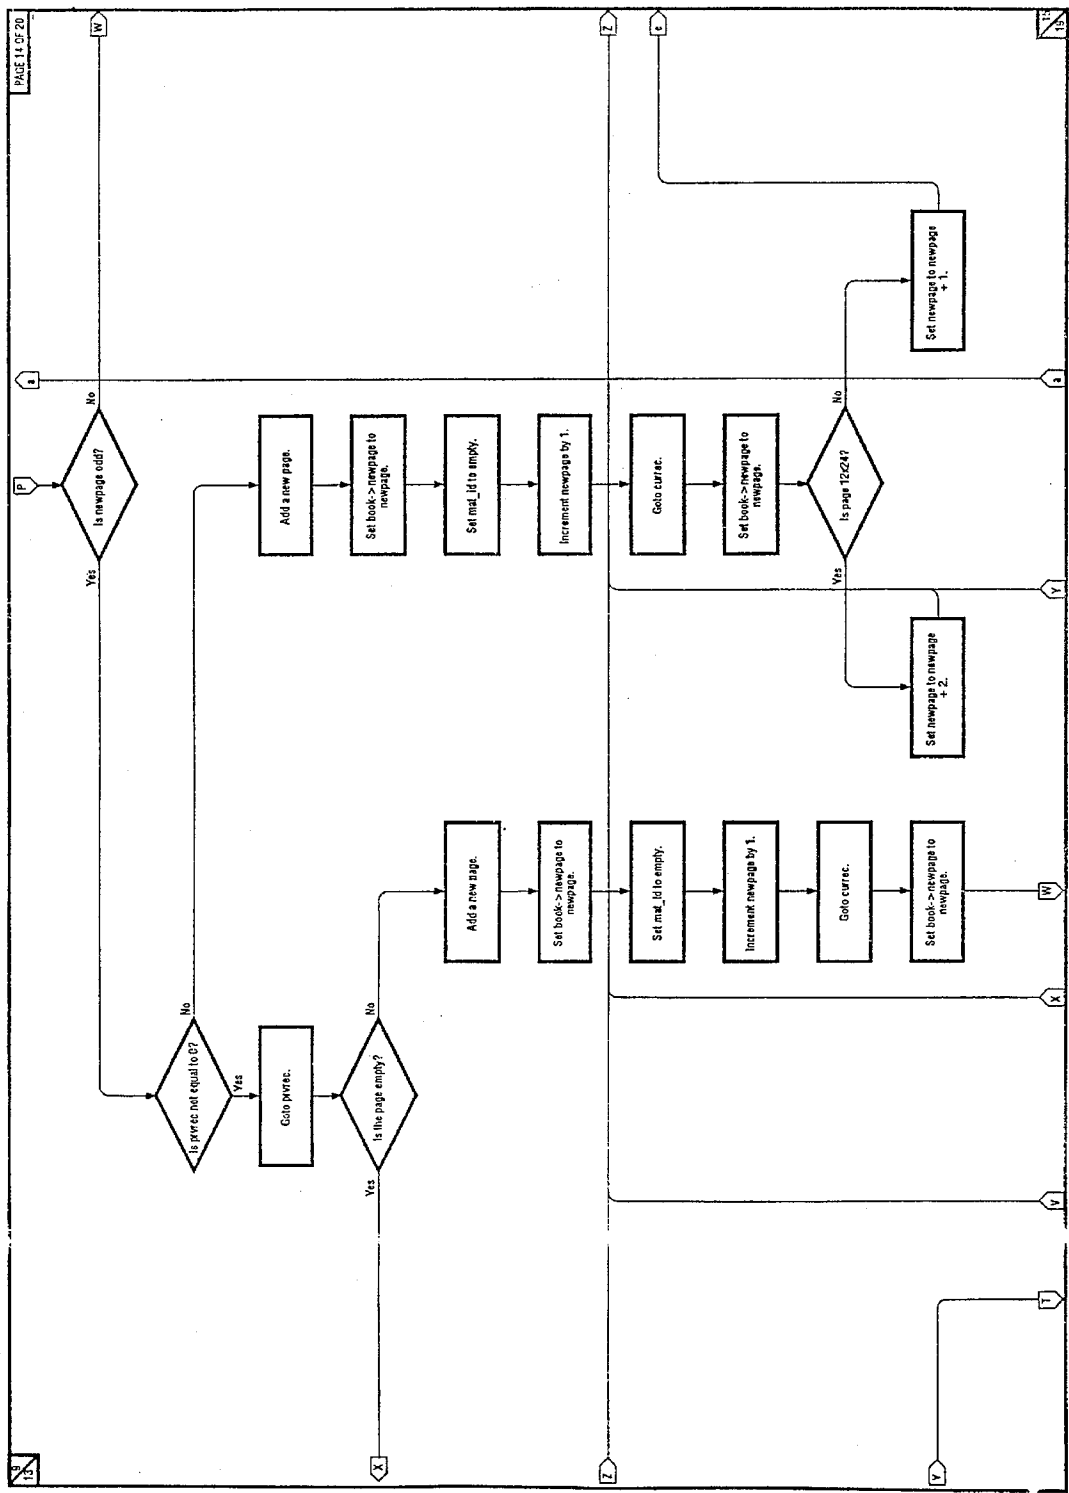 PAGE 14 OF 20
P
a
W
Is newpage odd?
Yes
No
Is prvrec not equal to 0?
No
Yes
Goto prvrec.
Is the page empty?
Yes
No
X
Add a new page.
Set book->newpage to
newpage.
Set mat_id to empty.
Increment newpage by 1.
Goto currec.
Set book->newpage to
newpage.
W
Add a new page.
Set book->newpage to
newpage.
Set mat_id to empty.
Increment newpage by 1.
Goto currec.
Set book->newpage to
newpage.
Is page 12x24?
Yes
No
Set newpage to newpage
+ 2.
Set newpage to newpage
+ 1.
Z
Z
e
V
T
V
X
Y
a
9
13
15